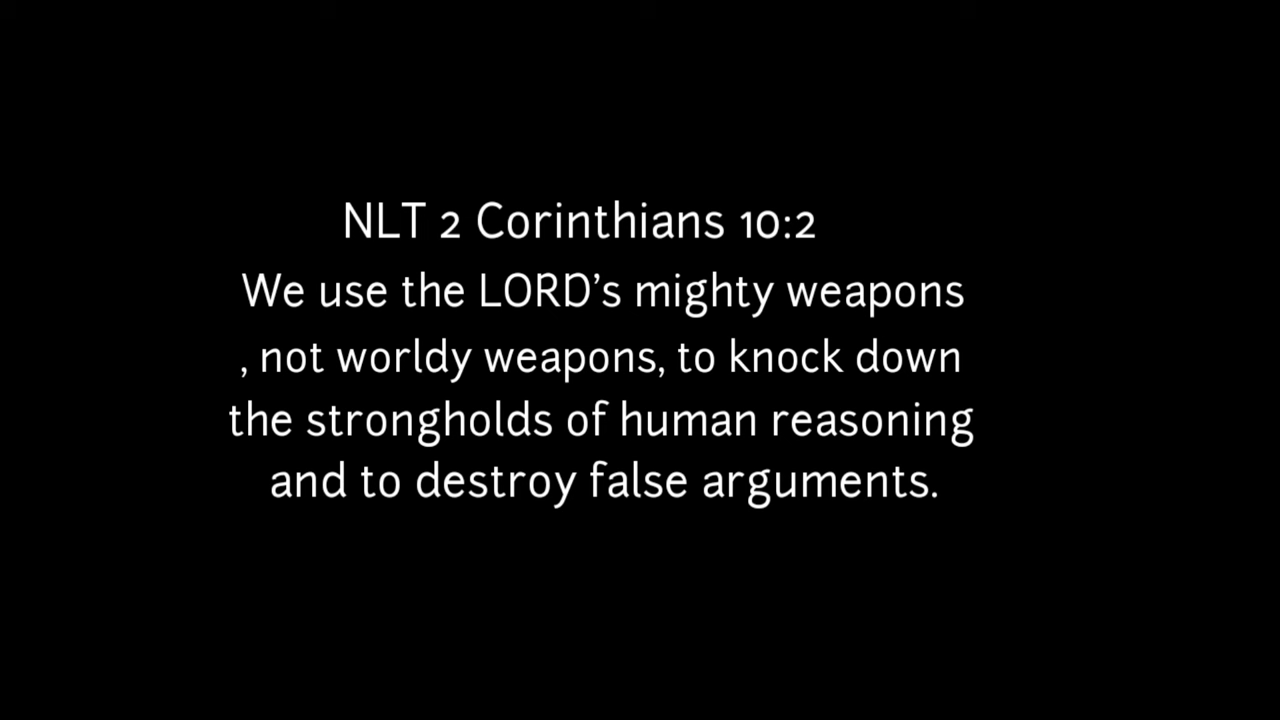 NLT 2 Corinthians 10:2
We use the LORD’s mighty weapons
, not worldy weapons, to knock down
the strongholds of human reasoning
and to destroy false arguments.